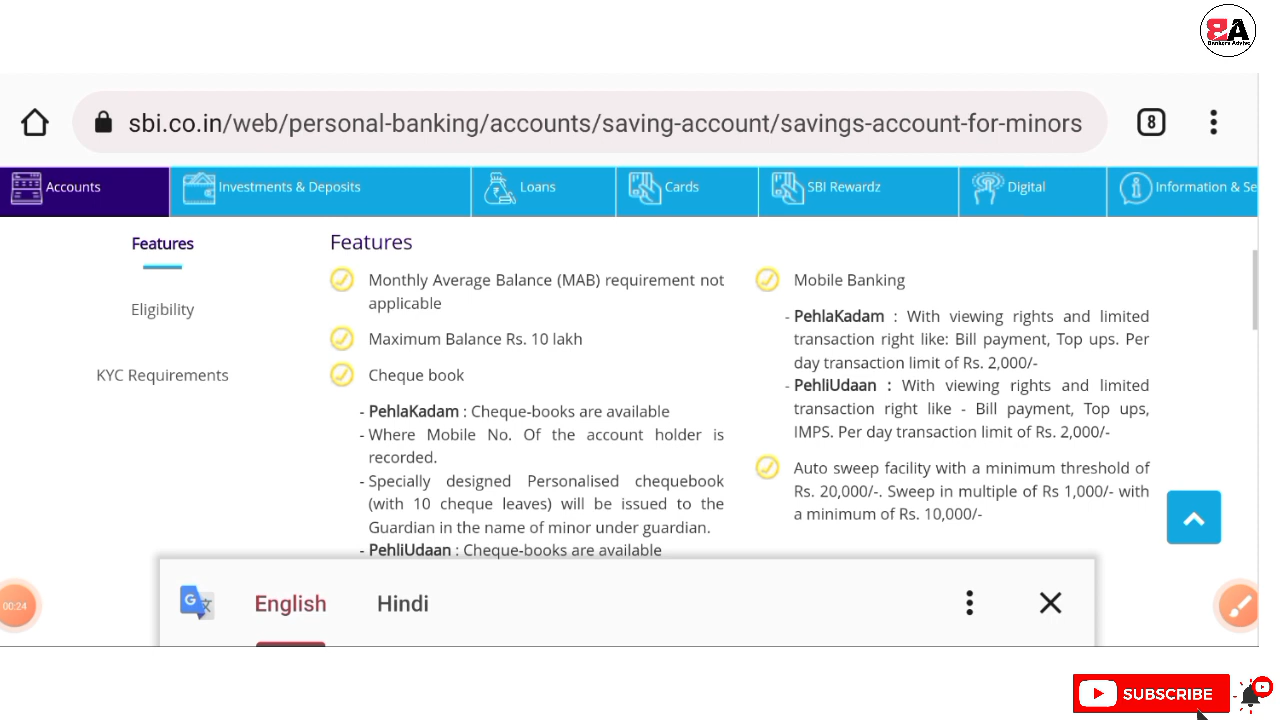 BA
Bankers Advise
sbi.co.in/web/personal-banking/accounts/saving-account/savings-account-for-minors
8
Accounts
Investments & Deposits
Loans
Cards
SBI Rewardz
Digital
Information & Se
Features
Eligibility
KYC Requirements
Features
Monthly Average Balance (MAB) requirement not
applicable
Maximum Balance Rs. 10 lakh
Cheque book
- PehlaKadam : Cheque-books are available
- Where Mobile No. Of the account holder is
recorded.
- Specially designed Personalised chequebook
(with 10 cheque leaves) will be issued to the
Guardian in the name of minor under guardian.
- PehliUdaan : Cheque-books are available
Mobile Banking
- PehlaKadam : With viewing rights and limited
transaction right like: Bill payment, Top ups. Per
day transaction limit of Rs. 2,000/-
- PehliUdaan : With viewing rights and limited
transaction right like - Bill payment, Top ups,
IMPS. Per day transaction limit of Rs. 2,000/-
Auto sweep facility with a minimum threshold of
Rs. 20,000/-. Sweep in multiple of Rs 1,000/- with
a minimum of Rs. 10,000/-
G
English
Hindi
00:24
SUBSCRIBE